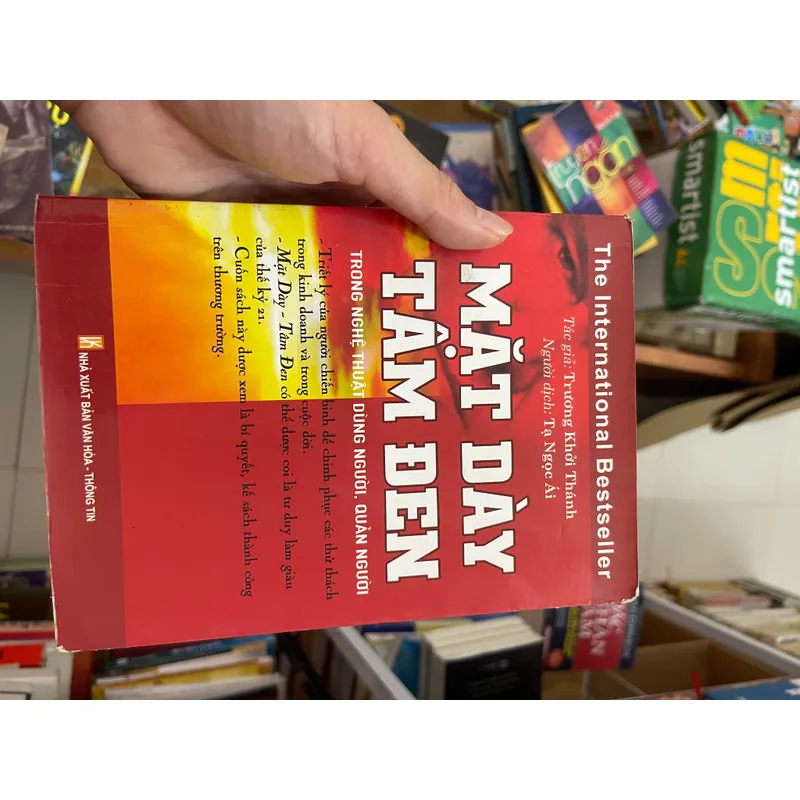 The International Bestseller
Tác giả: Trương Khởi Thánh
Người dịch: Tạ Ngọc Ái
MẶT DÀY
TÂM ĐEN
TRONG NGHỆ THUẬT DÙNG NGƯỜI, QUẢN NGƯỜI
- Triết lý của người chiến binh để chinh phục các thử thách
trong kinh doanh và trong cuộc đời.
- Mặt Dày - Tâm Đen có thể được coi là tư duy làm giàu
của thế kỷ 21.
- Cuốn sách này được xem là bí quyết, kế sách thành công
trên thương trường.
NHÀ XUẤT BẢN VĂN HÓA - THÔNG TIN
truyện
ngắn
smartist
smartist